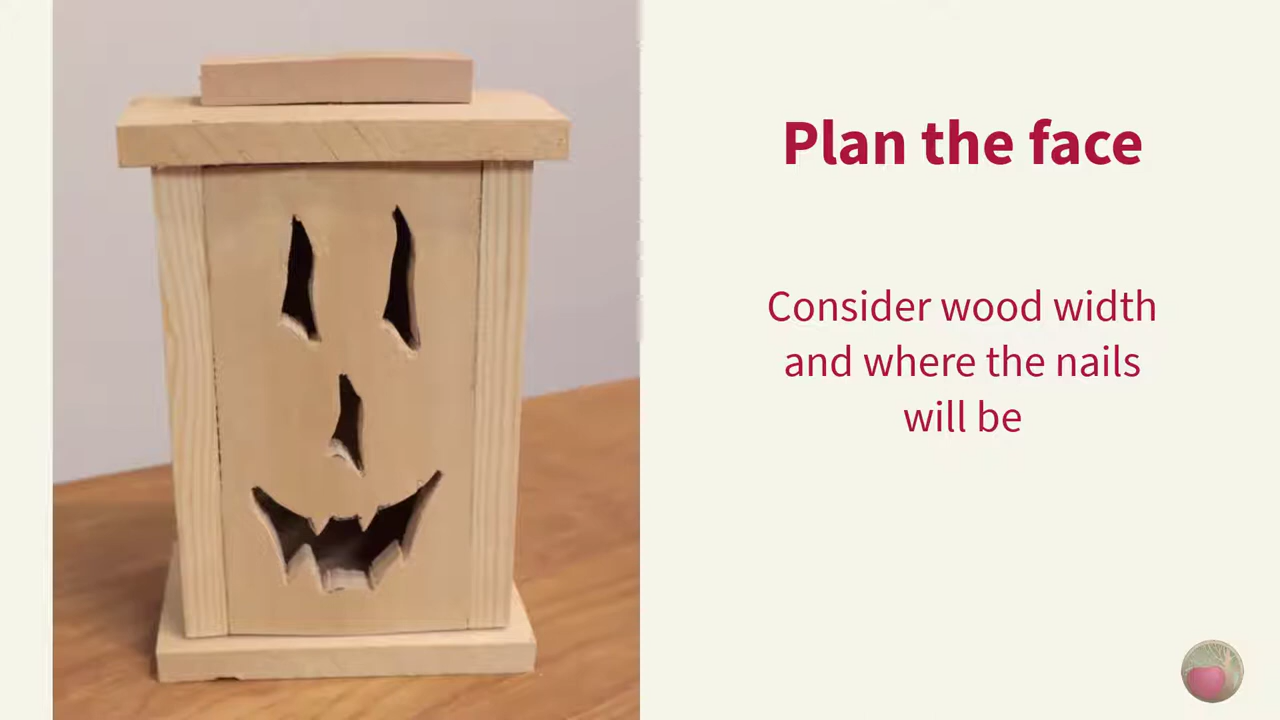 Plan the face
Consider wood width
and where the nails
will be